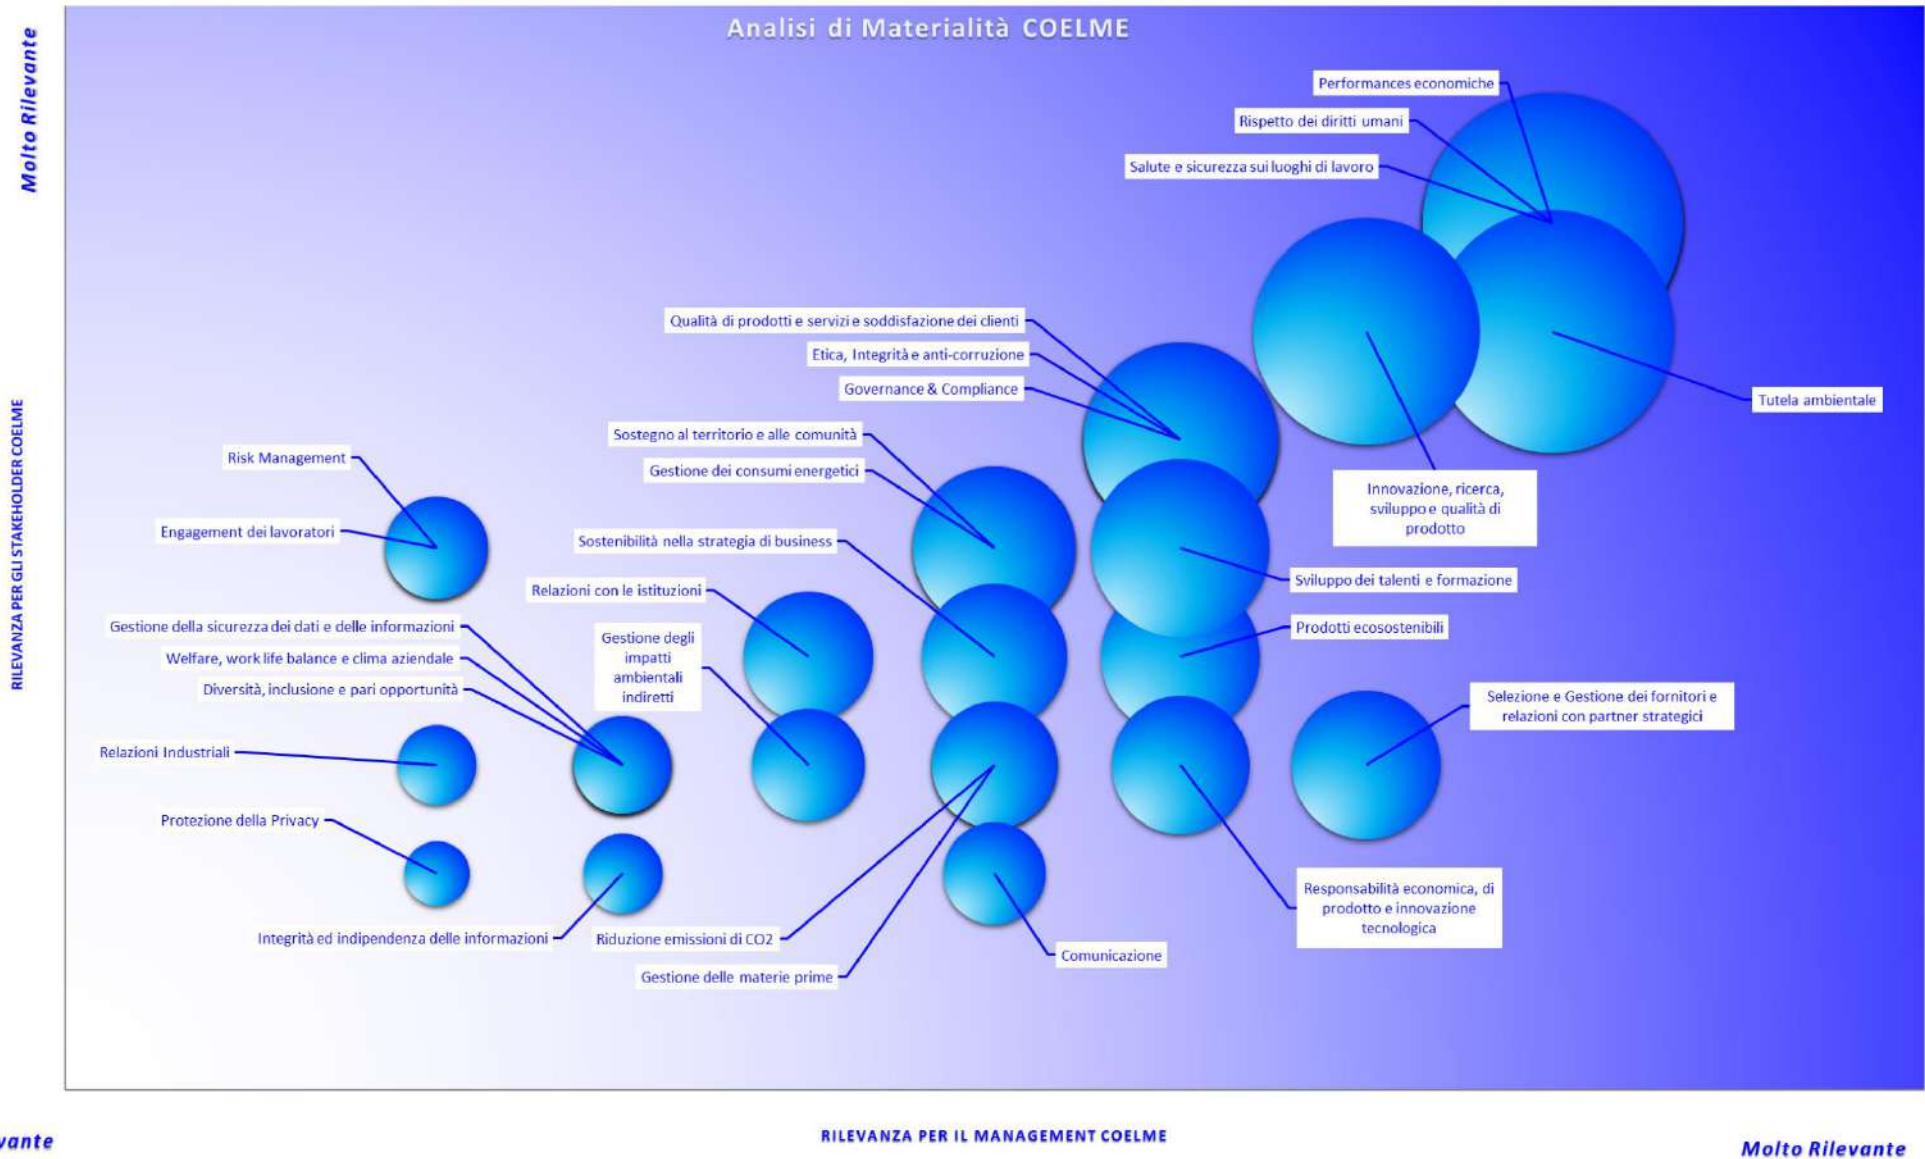 Analisi di Materialità COELME
Molto Rilevante
Performances economiche
Rispetto dei diritti umani
Salute e sicurezza sui luoghi di lavoro
Qualità di prodotti e servizi e soddisfazione dei clienti
Etica, Integrità e anti-corruzione
Governance & Compliance
Tutela ambientale
Sostegno al territorio e alle comunità
Gestione dei consumi energetici
Risk Management
Engagement dei lavoratori
Innovazione, ricerca,
sviluppo e qualità di
prodotto
Sostenibilità nella strategia di business
Sviluppo dei talenti e formazione
Relazioni con le istituzioni
RILEVANZA PER GLI STAKEHOLDER COELME
Gestione della sicurezza dei dati e delle informazioni
Welfare, work life balance e clima aziendale
Diversità, inclusione e pari opportunità
Gestione degli
impatti
ambientali
indiretti
Prodotti ecosostenibili
Selezione e Gestione dei fornitori e
relazioni con partner strategici
Relazioni Industriali
Protezione della Privacy
Responsabilità economica, di
prodotto e innovazione
tecnologica
Integrità ed indipendenza delle informazioni
Riduzione emissioni di CO2
Comunicazione
Gestione delle materie prime
vante
RILEVANZA PER IL MANAGEMENT COELME
Molto Rilevante